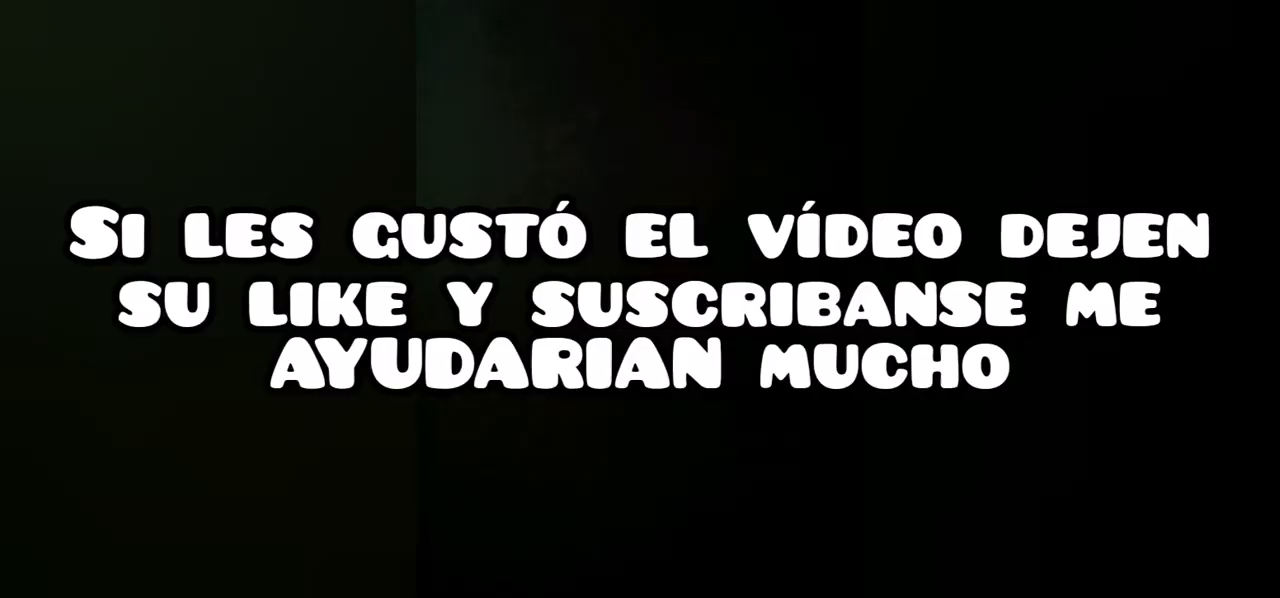 Si les gustó el vídeo dejen
su like y suscribanse me
AYUDARIAN mucho